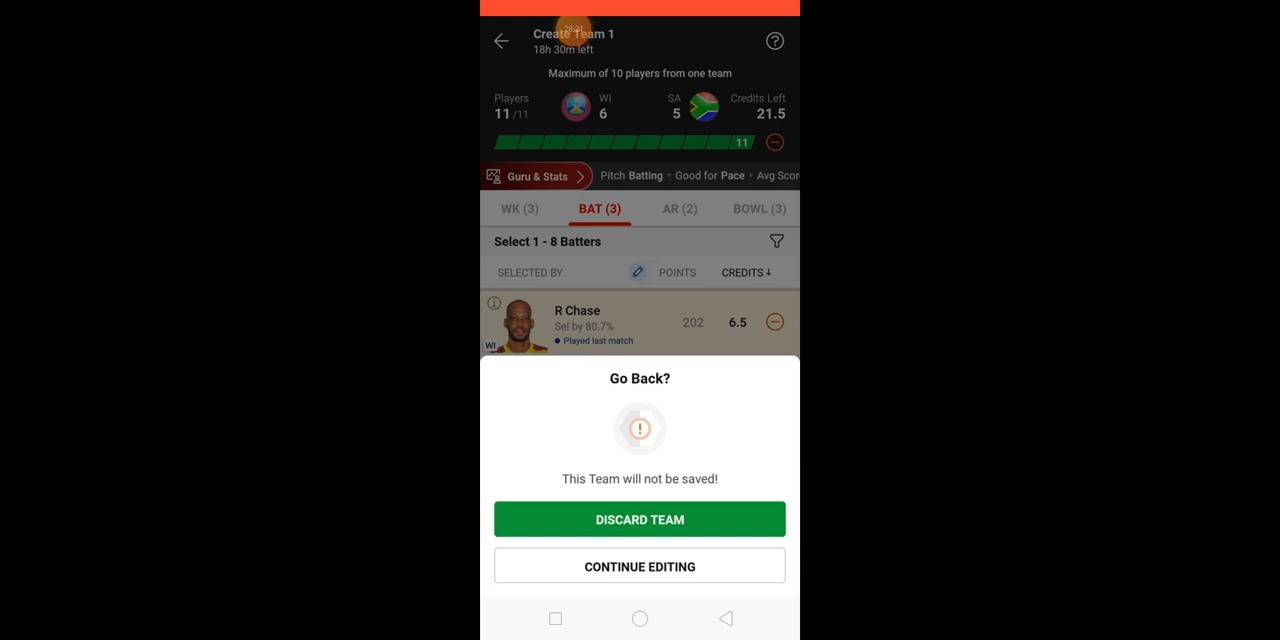 28:31
Create Team 1
18h 30m left
Maximum of 10 players from one team
Players
11/11
WI
6
SA
5
Credits Left
21.5
11
Guru & Stats
Pitch Batting • Good for Pace • Avg Scor
WK (3)
BAT (3)
AR (2)
BOWL (3)
Select 1 - 8 Batters
SELECTED BY
POINTS
CREDITS↓
R Chase
Sel by 80.7%
Played last match
202
6.5
WI
Go Back?
This Team will not be saved!
DISCARD TEAM
CONTINUE EDITING